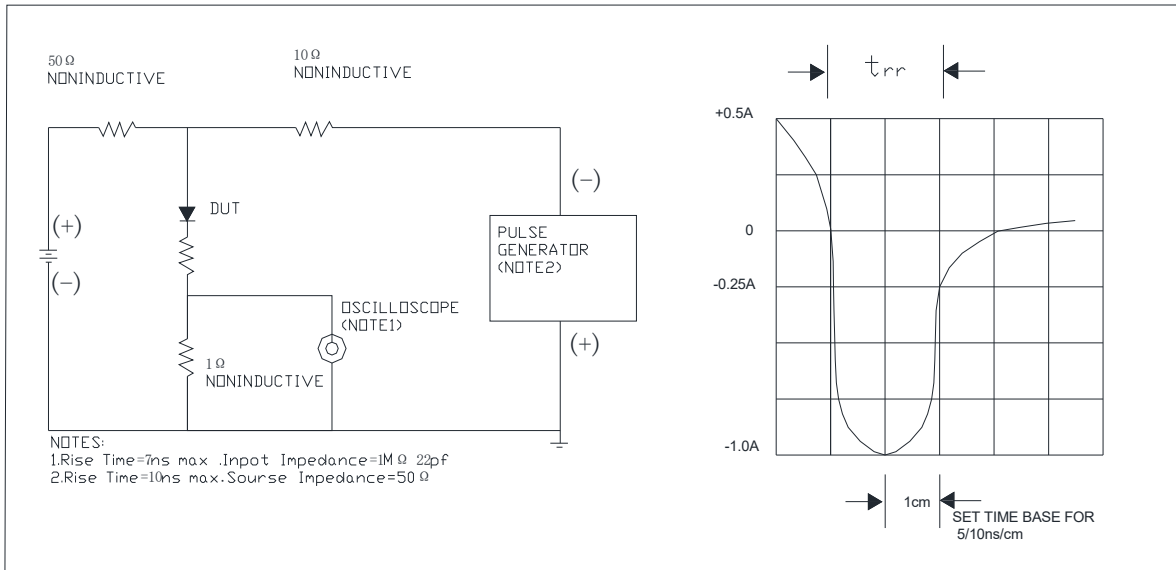 50Ω
NONINDUCTIVE
10Ω
NONINDUCTIVE
(+)
(-)
DUT
1Ω
NONINDUCTIVE
OSCILLOSCOPE
(NOTE1)
(-)
PULSE
GENERATOR
(NOTE2)
(+)
NOTES:
1.Rise Time=7ns max .Inpot Impedance=1MΩ 22pf
2.Rise Time=10ns max.Sourse Impedance=50Ω
trr
+0.5A
0
-0.25A
-1.0A
1cm
SET TIME BASE FOR
5/10ns/cm